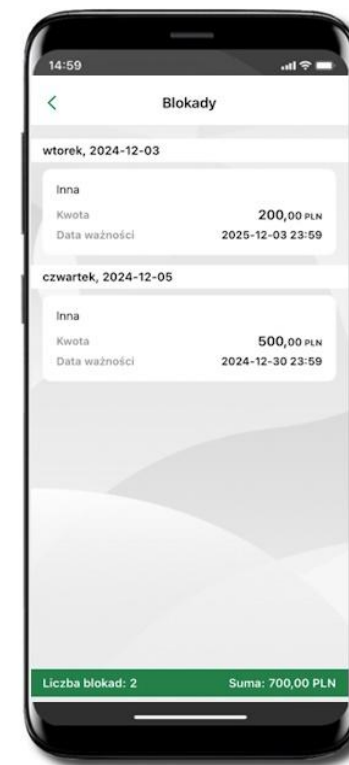 14:59
Blokady
wtorek, 2024-12-03
Inna
Kwota 200,00 PLN
Data ważności 2025-12-03 23:59
czwartek, 2024-12-05
Inna
Kwota 500,00 PLN
Data ważności 2024-12-30 23:59
Liczba blokad: 2 Suma: 700,00 PLN